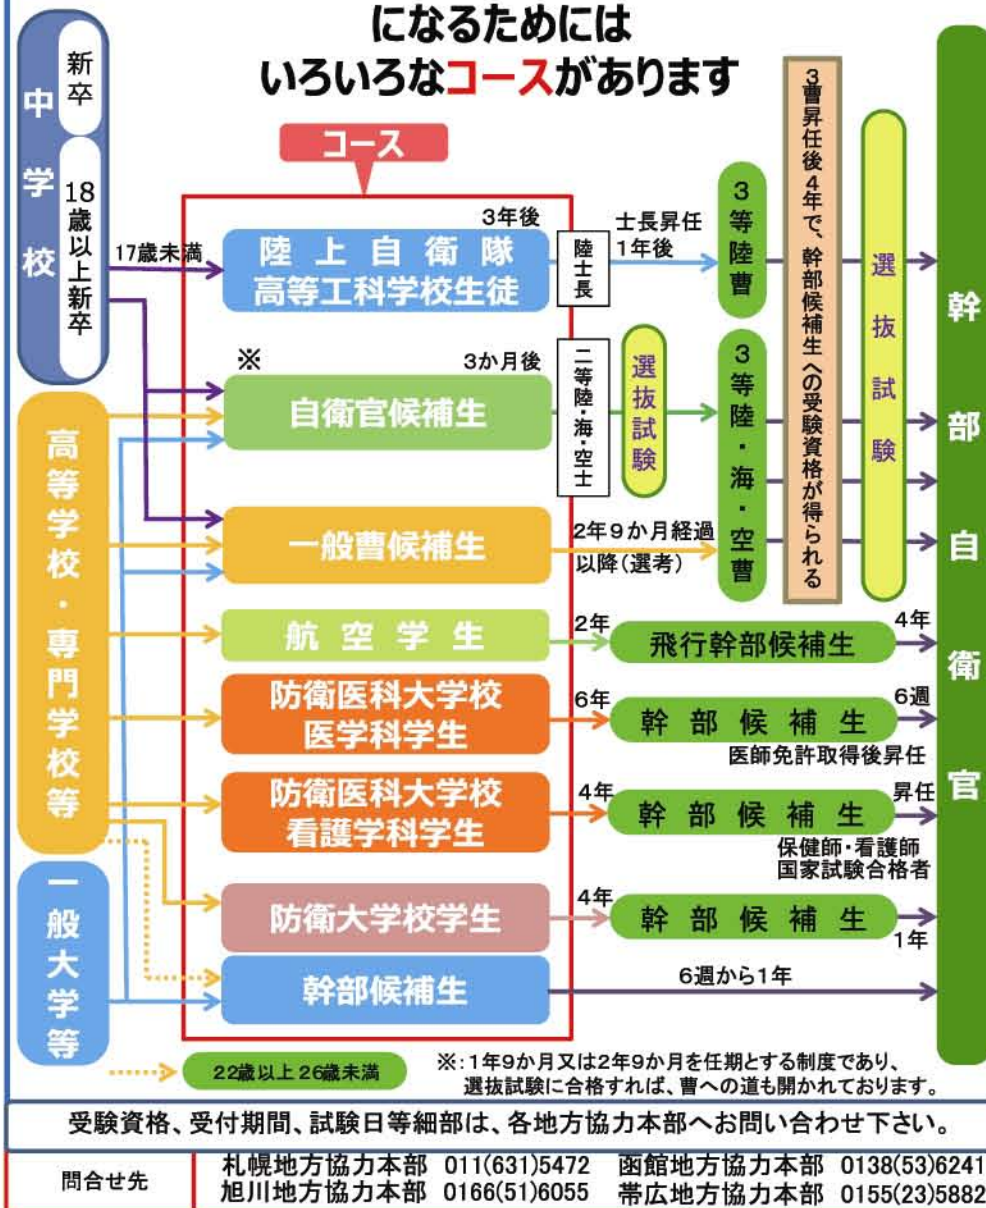 になるためには
いろいろなコースがあります
コース
中学校
新卒
18歳以上新卒
高等学校・専門学校等
一般大学等
17歳未満
3年後
陸上自衛隊
高等工科学校生徒
陸士長
士長昇任
1年後
3等陸曹
※
3か月後
自衛官候補生
二等陸・海・空士
選抜試験
3等陸・海・空曹
一般曹候補生
2年9か月経過
以降(選考)
3曹昇任後4年で、幹部候補生への受験資格が得られる
選抜試験
幹部自衛官
航空学生
2年
飛行幹部候補生
4年
防衛医科大学校
医学科学生
6年
幹部候補生
6週
医師免許取得後昇任
防衛医科大学校
看護学科学生
4年
幹部候補生
昇任
保健師・看護師
国家試験合格者
防衛大学校学生
4年
幹部候補生
1年
幹部候補生
6週から1年
22歳以上26歳未満
※:1年9か月又は2年9か月を任期とする制度であり、
選抜試験に合格すれば、曹への道も開かれております。
受験資格、受付期間、試験日等細部は、各地方協力本部へお問い合わせ下さい。
問合せ先
札幌地方協力本部 011(631)5472 函館地方協力本部 0138(53)6241
旭川地方協力本部 0166(51)6055 帯広地方協力本部 0155(23)5882